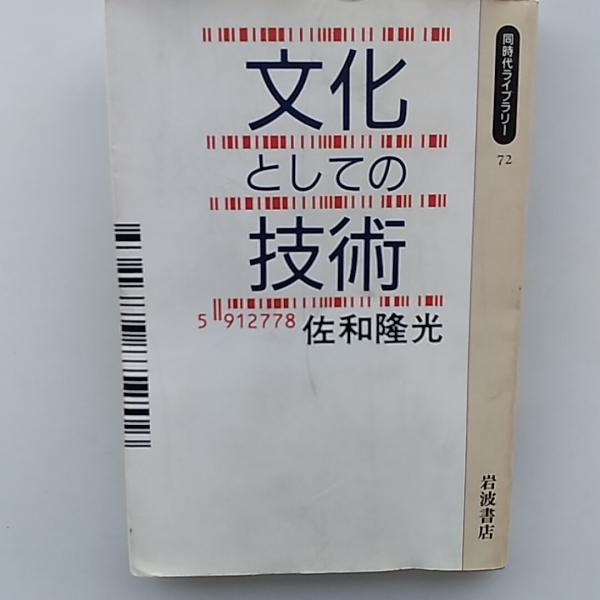 文化
としての
技術
5 912778
佐和隆光
同時代ライブラリー
72
岩波書店